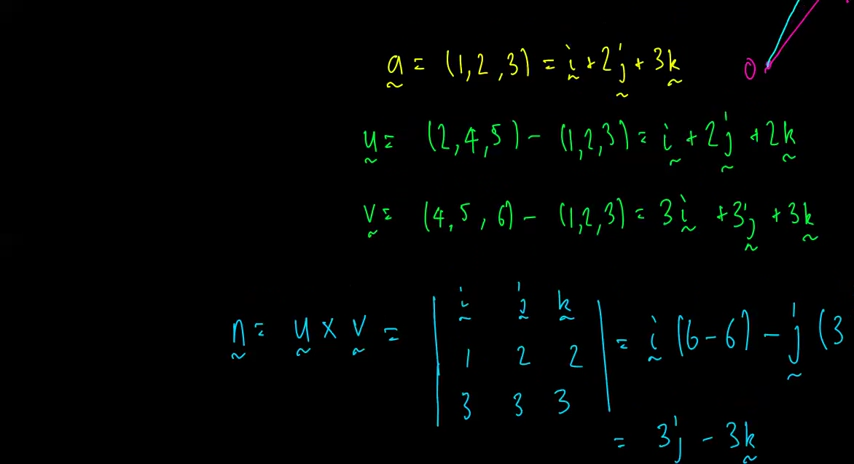 O
a = (1,2,3) = i + 2j + 3k
u = (2,4,5) - (1,2,3) = i + 2j + 2k
v = (4,5,6) - (1,2,3) = 3i + 3j + 3k
n = u × v = | i j k | = i (6-6) - j (3
1 2 2
3 3 3
= 3j - 3k